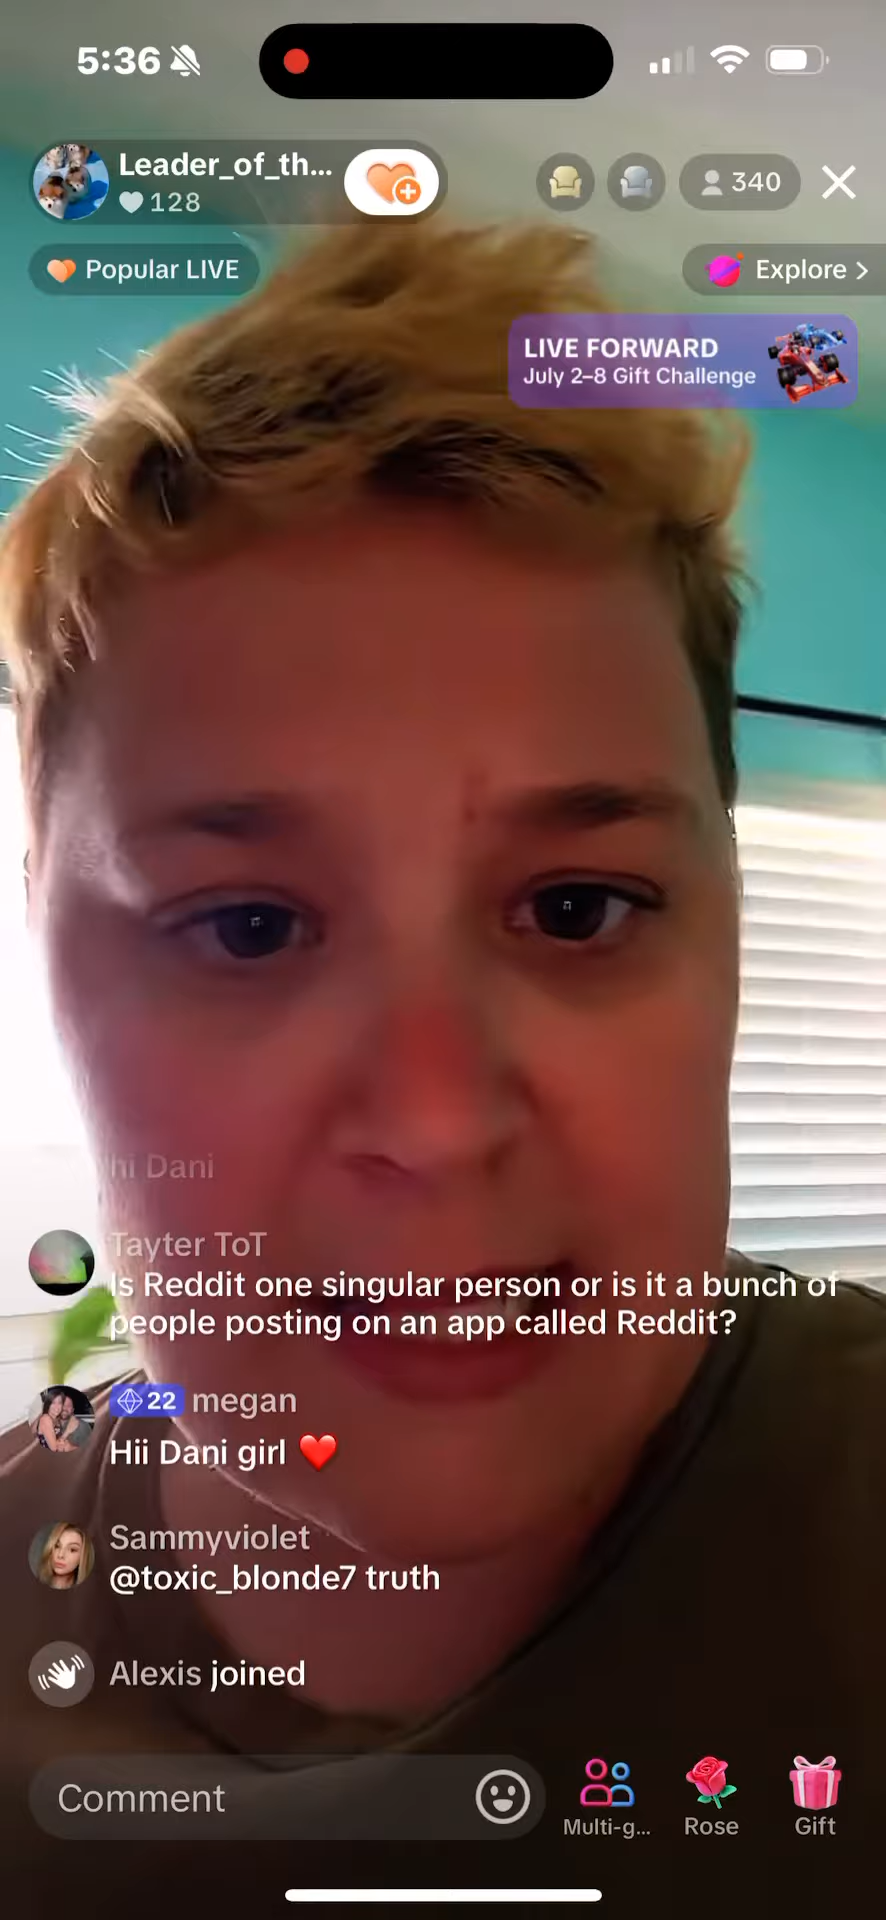 5:36
Leader_of_th...
128
340
Popular LIVE
Explore >
LIVE FORWARD
July 2–8 Gift Challenge
hi Dani
Tayter ToT
Is Reddit one singular person or is it a bunch of
people posting on an app called Reddit?
22 megan
Hii Dani girl ❤️
Sammyviolet
@toxic_blonde7 truth
Alexis joined
Comment
Multi-g...
Rose
Gift